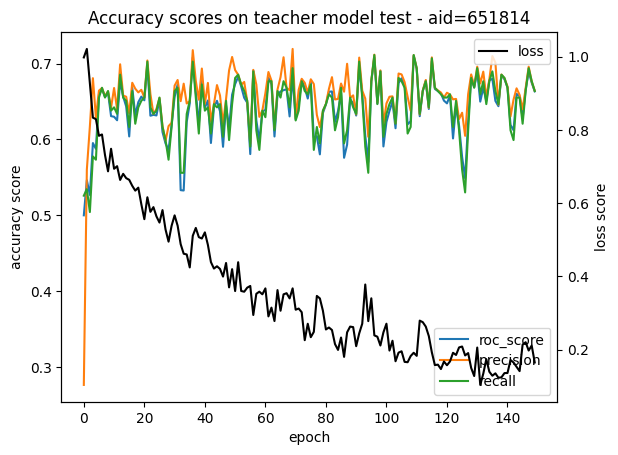 Accuracy scores on teacher model test - aid=651814
loss
0.7
0.6
0.5
0.4
0.3
accuracy score
1.0
0.8
0.6
0.4
0.2
loss score
roc_score
precision
recall
0
20
40
60
80
100
120
140
epoch